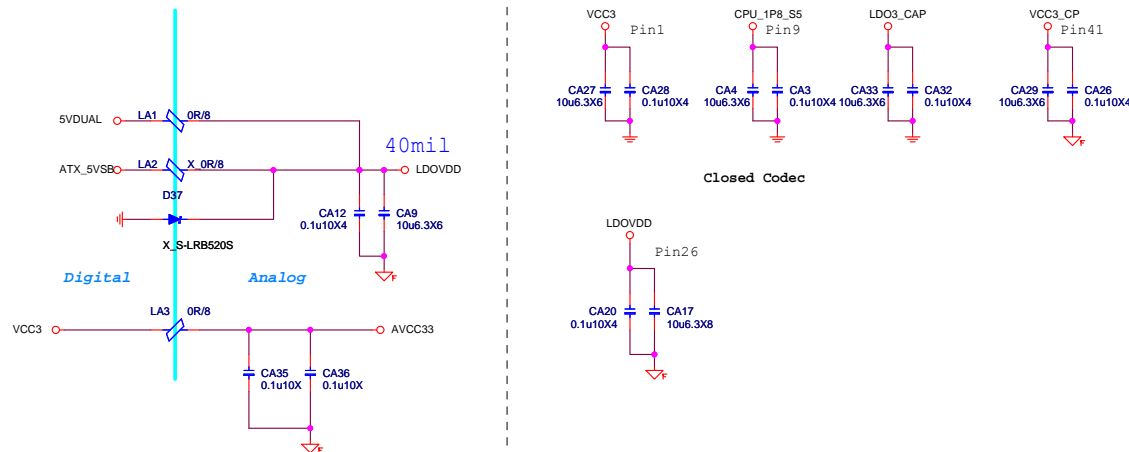 VCC3
Pin1
CPU_1P8_S5
Pin9
LDO3_CAP
VCC3_CP
Pin41
CA27
10u6.3X6
CA28
0.1u10X4
CA4
10u6.3X6
CA3
0.1u10X4
CA33
10u6.3X6
CA32
0.1u10X4
CA29
10u6.3X6
CA26
0.1u10X4
5VDUAL
LA1
0R/8
40mil
ATX_5VSB
LA2
X_0R/8
LDOVDD
D37
X_S-LRB520S
CA12
0.1u10X4
CA9
10u6.3X6
F
Closed Codec
Digital
Analog
LDOVDD
Pin26
CA20
0.1u10X4
CA17
10u6.3X8
F
VCC3
LA3
0R/8
AVCC33
CA35
0.1u10X
CA36
0.1u10X
F